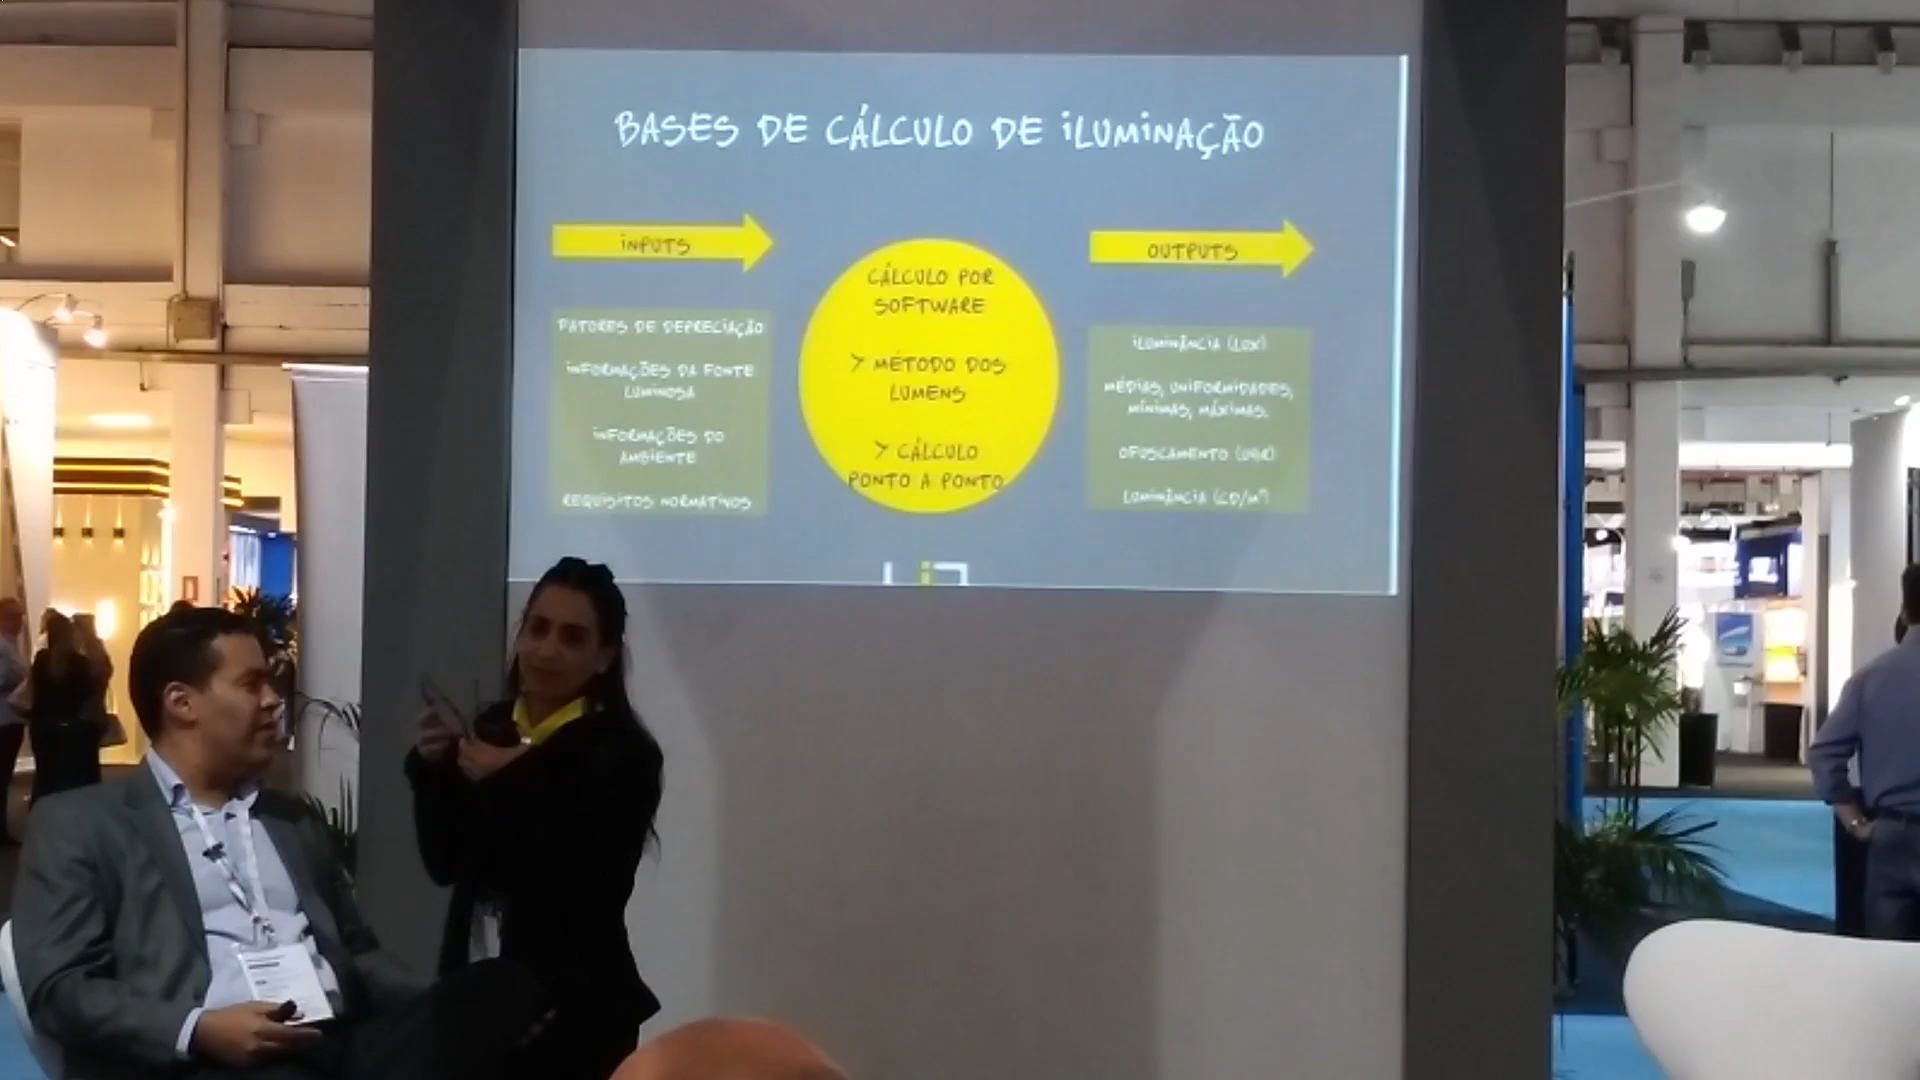 BASES DE CÁLCULO DE iLUMiNAÇÃO
iNPUTS
FATORES DE DEPRECiAÇÃO
iNFORMAÇÕES DA FONTE
LUMiNOSA
iNFORMAÇÕES DO
AMBiENTE
REQUiSiTOS NORMATiVOS
CÁLCULO POR
SOFTWARE
> MÉTODO DOS
LUMENS
> CÁLCULO
PONTO A PONTO
OUTPUTS
iLUMiNÂNCiA (LUX)
MÉDiAS, UNiFORMiDADES,
MÍNiMAS, MÁXiMAS.
OFUSCAMENTO (UGR)
LUMiNÂNCiA (CD/M²)